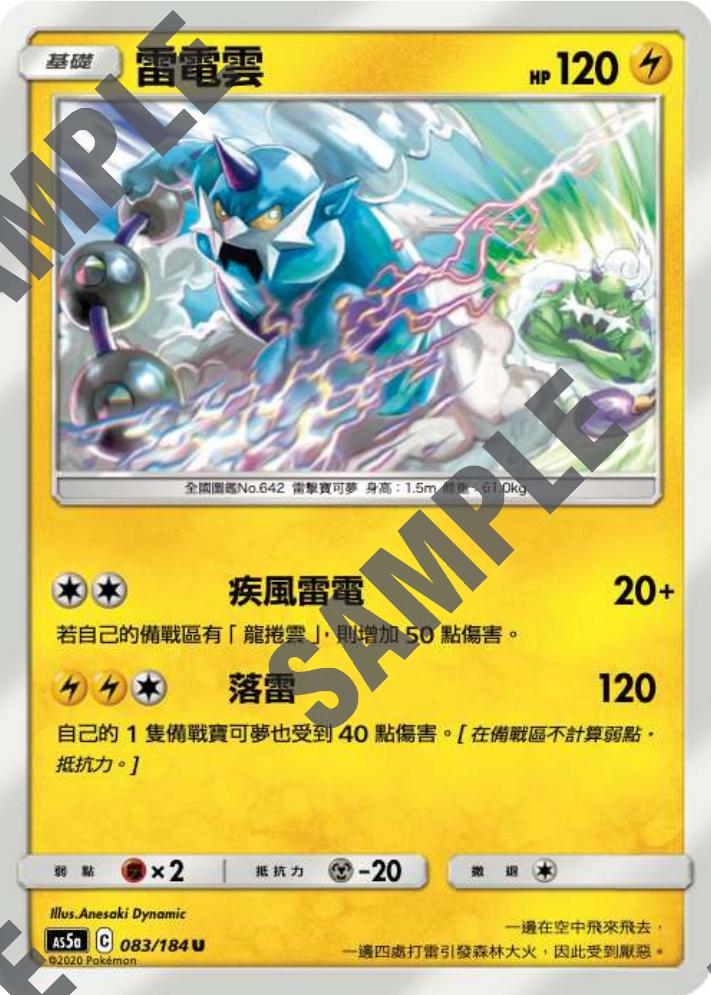 基礎 雷電雲 HP 120
全國圖鑑No.642 雷擊寶可夢 身高：1.5m 體重：61.0kg
疾風雷電 20+
若自己的備戰區有「龍捲雲」，則增加 50 點傷害。
落雷 120
自己的 1 隻備戰寶可夢也受到 40 點傷害。[在備戰區不計算弱點・
抵抗力。]
弱點 ×2 抵抗力 -20 撤退
Illus.Anesaki Dynamic
一邊在空中飛來飛去，
AS5a C 083/184 U
一邊四處打雷引發森林大火，因此受到厭惡。
©2020 Pokémon
SAMPLE
SAMPLE